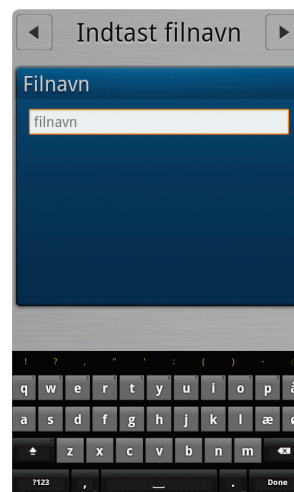 Indtast filnavn
Filnavn
filnavn
! ? , " ' : ( ) - /
q w e r t y u i o p å
a s d f g h j k l æ ø
z x c v b n m
?123 , . Done